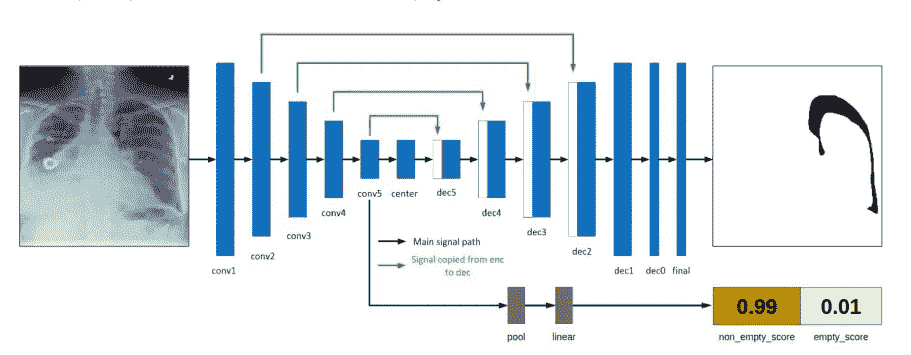 conv1
conv2
conv3
conv4
conv5
center
dec5
dec4
dec3
dec2
dec1
dec0
final
Main signal path
Signal copied from enc
to dec
pool
linear
0.99
0.01
non_empty_score
empty_score